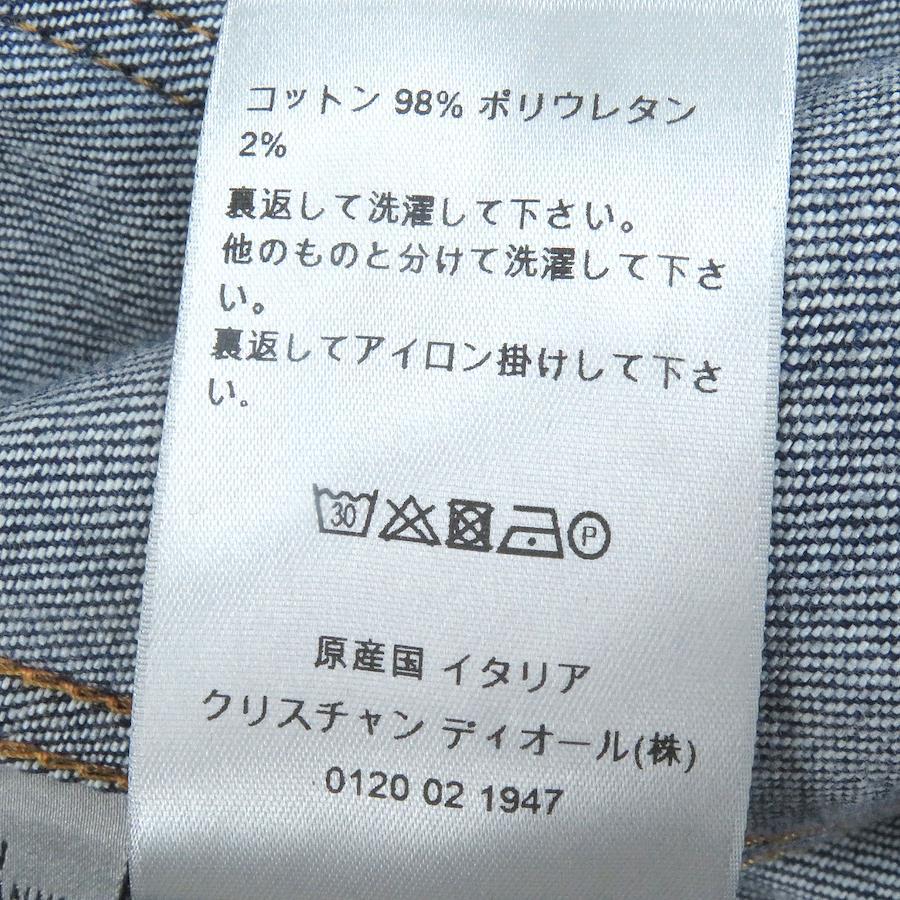 コットン 98% ポリウレタン
2%
裏返して洗濯して下さい。
他のものと分けて洗濯して下さ
い。
裏返してアイロン掛けして下さ
い。
30
P
原産国 イタリア
クリスチャン ディオール(株)
0120 02 1947